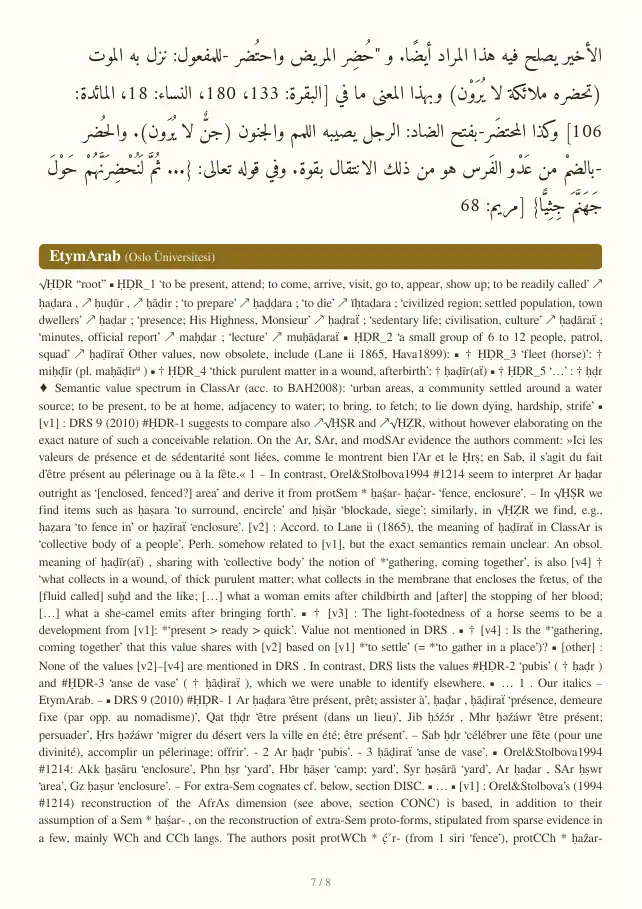 الأخير يصلح فيه هذا المراد أيضًا. و "حُضِر المريض واحتُضر -للمفعول: نزل به الموت
(تحضره ملائكة لا يُرَوْن) وبهذا المعنى ما في [البقرة: 133، 180، النساء: 18، المائدة:
106] وكذا المحتضَر-بفتح الضاد: الرجل يصيبه اللمم والجنون (جنٌّ لا يُرَون). والحُضر
-بالضمْ من عَدْو الفَرس هو من ذلك الانتقال بقوة. وفي قوله تعالى: {... ثُمَّ لَنُحْضِرَنَّهُمْ حَوْلَ
جَهَنَّمَ جِثِيًّا} [مريم: 68
EtymArab (Oslo Üniversitesi)
√ḤḌR “root” ▪ ḤḌR_1 ‘to be present, attend; to come, arrive, visit, go to, appear, show up; to be readily called’ ↗
ḥaḍara , ↗ ḥuḍūr , ↗ ḥāḍir ; ‘to prepare’ ↗ ḥaḍḍara ; ‘to die’ ↗ ĭḥtaḍara ; ‘civilized region; settled population, town
dwellers’ ↗ ḥaḍar ; ‘presence; His Highness, Monsieur’ ↗ ḥaḍraẗ ; ‘sedentary life; civilisation, culture’ ↗ ḥaḍāraẗ ;
‘minutes, official report’ ↗ maḥḍar ; ‘lecture’ ↗ muḥāḍaraẗ ▪ ḤḌR_2 ‘a small group of 6 to 12 people, patrol,
squad’ ↗ ḥaḍīraẗ Other values, now obsolete, include (Lane ii 1865, Hava1899): ▪ † ḤḌR_3 ‘fleet (horse)’: †
miḥḍīr (pl. maḥāḍīrᵘ ) ▪ † ḤḌR_4 ‘thick purulent matter in a wound, afterbirth’: † ḥaḍīr(aẗ) ▪ † ḤḌR_5 ‘…’ : † ḥḍr
♦ Semantic value spectrum in ClassAr (acc. to BAH2008): ‘urban areas, a community settled around a water
source; to be present, to be at home, adjacency to water; to bring, to fetch; to lie down dying, hardship, strife’ ▪
[v1] : DRS 9 (2010) #ḤḌR-1 suggests to compare also ↗√ḤṢR and ↗√ḤẒR, without however elaborating on the
exact nature of such a conceivable relation. On the Ar, SAr, and modSAr evidence the authors comment: »Ici les
valeurs de présence et de sédentarité sont liées, comme le montrent bien l’Ar et le Ḥrṣ; en Sab, il s’agit du fait
d’être présent au pélerinage ou à la fête.« 1 – In contrast, Orel&Stolbova1994 #1214 seem to interpret Ar ḥaḍar
outright as ‘[enclosed, fenced?] area’ and derive it from protSem * ḥaṣ́ar- ḥaç̣ar- ‘fence, enclosure’. – In √ḤṢR we
find items such as ḥaṣara ‘to surround, encircle’ and ḥiṣār ‘blockade, siege’; similarly, in √ḤẒR we find, e.g.,
ḥaẓara ‘to fence in’ or ḥaẓīraẗ ‘enclosure’. [v2] : Accord. to Lane ii (1865), the meaning of ḥaḍīraẗ in ClassAr is
‘collective body of a people’. Perh. somehow related to [v1], but the exact semantics remain unclear. An obsol.
meaning of ḥaḍīr(aẗ) , sharing with ‘collective body’ the notion of *‘gathering, coming together’, is also [v4] †
‘what collects in a wound, of thick purulent matter; what collects in the membrane that encloses the fœtus, of the
[fluid called] suḫd and the like; […] what a woman emits after childbirth and [after] the stopping of her blood;
[…] what a she-camel emits after bringing forth’. ▪ † [v3] : The light-footedness of a horse seems to be a
development from [v1]: *‘present > ready > quick’. Value not mentioned in DRS . ▪ † [v4] : Is the *‘gathering,
coming together’ that this value shares with [v2] based on [v1] *‘to settle’ (= *‘to gather in a place’)? ▪ [other] :
None of the values [v2]–[v4] are mentioned in DRS . In contrast, DRS lists the values #ḤḌR-2 ‘pubis’ ( † ḥaḍr )
and #ḤḌR-3 ‘anse de vase’ ( † ḥāḍiraẗ ), which we were unable to identify elsewhere. ▪ … 1 . Our italics –
EtymArab. – ▪ DRS 9 (2010) #ḤḌR- 1 Ar ḥaḍara ‘être présent, prêt; assister à’, ḥaḍar , ḥāḍiraẗ ‘présence, demeure
fixe (par opp. au nomadisme)’, Qat tḥḍr ‘être présent (dans un lieu)’, Jib ḥɔ́ẓ́ɔ́r , Mhr ḥəẓ́áwr ‘être présent;
persuader’, Ḥrṣ ḥəẓ́áwr ‘migrer du désert vers la ville en été; être présent’. – Sab ḥḍr ‘célébrer une fête (pour une
divinité), accomplir un pélerinage; offrir’. - 2 Ar ḥaḍr ‘pubis’. - 3 ḥāḍiraẗ ‘anse de vase’. ▪ Orel&Stolbova1994
#1214: Akk ḫaṣāru ‘enclosure’, Phn ḥṣr ‘yard’, Hbr ḥāṣer ‘camp; yard’, Syr ḥəṣārā ‘yard’, Ar ḥaḍar , SAr ḥṣwr
‘area’, Gz ḥaṣur ‘enclosure’. – For extra-Sem cognates cf. below, section DISC. ▪ … ▪ [v1] : Orel&Stolbova’s (1994
#1214) reconstruction of the AfrAs dimension (see above, section CONC) is based, in addition to their
assumption of a Sem * ḥaṣ́ar- , on the reconstruction of extra-Sem proto-forms, stipulated from sparse evidence in
a few, mainly WCh and CCh langs. The authors posit protWCh * r- (from 1 siri ‘fence’), protCCh * ḥažar-
7 / 8